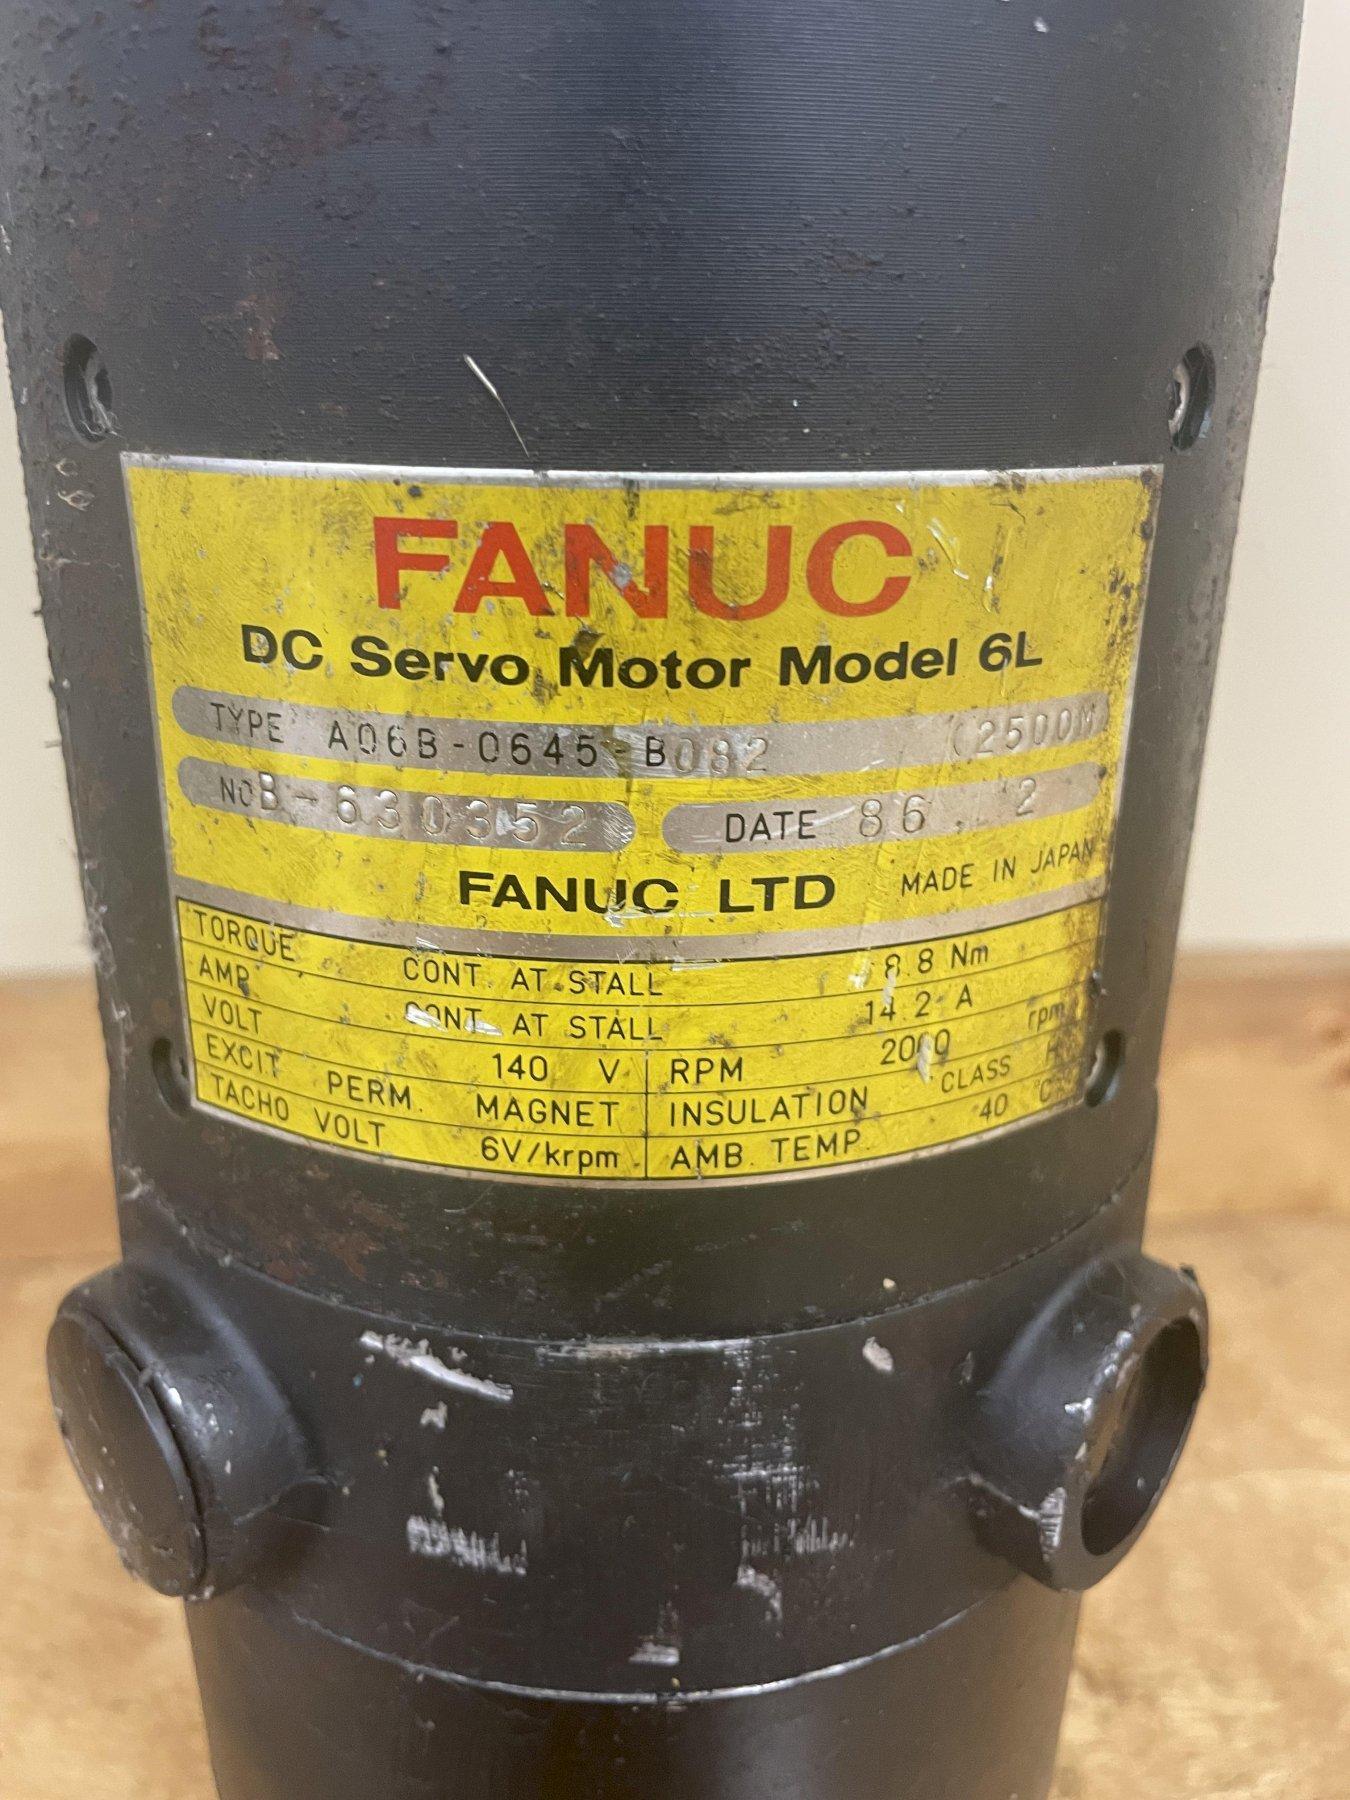 FANUC
DC Servo Motor Model 6L
TYPE A06B-0645-B082 (2500M
NO B-630352 DATE 86. 2
FANUC LTD MADE IN JAPAN
TORQUE CONT. AT STALL 8.8 Nm
AMP. CONT. AT STALL 14.2 A
VOLT 140 V RPM 2000 rpm
EXCIT PERM. MAGNET INSULATION CLASS H
TACHO VOLT 6V/krpm AMB. TEMP. 40 °C